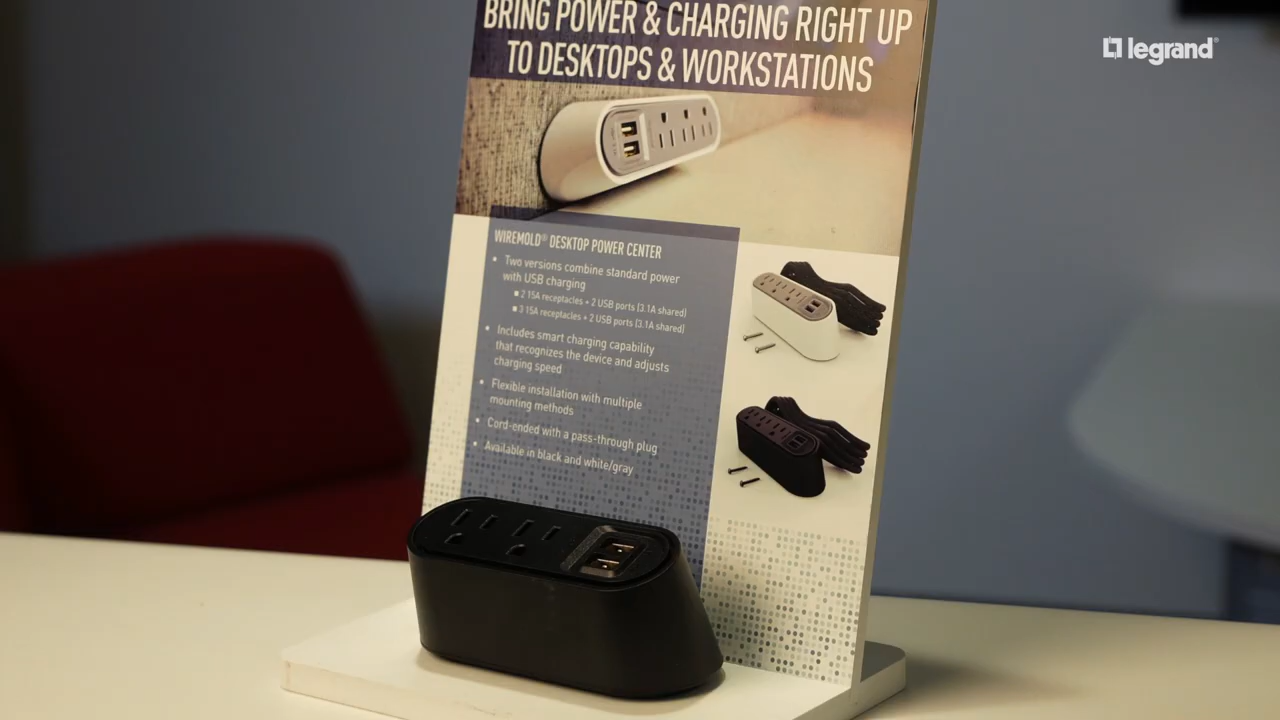 BRING POWER & CHARGING RIGHT UP
TO DESKTOPS & WORKSTATIONS
legrand®
WIREMOLD® DESKTOP POWER CENTER
• Two versions combine standard power
with USB charging
■ 2 15A receptacles + 2 USB ports (3.1A shared)
■ 3 15A receptacles + 2 USB ports (3.1A shared)
• Includes smart charging capability
that recognizes the device and adjusts
charging speed
• Flexible installation with multiple
mounting methods
• Cord-ended with a pass-through plug
• Available in black and white/gray